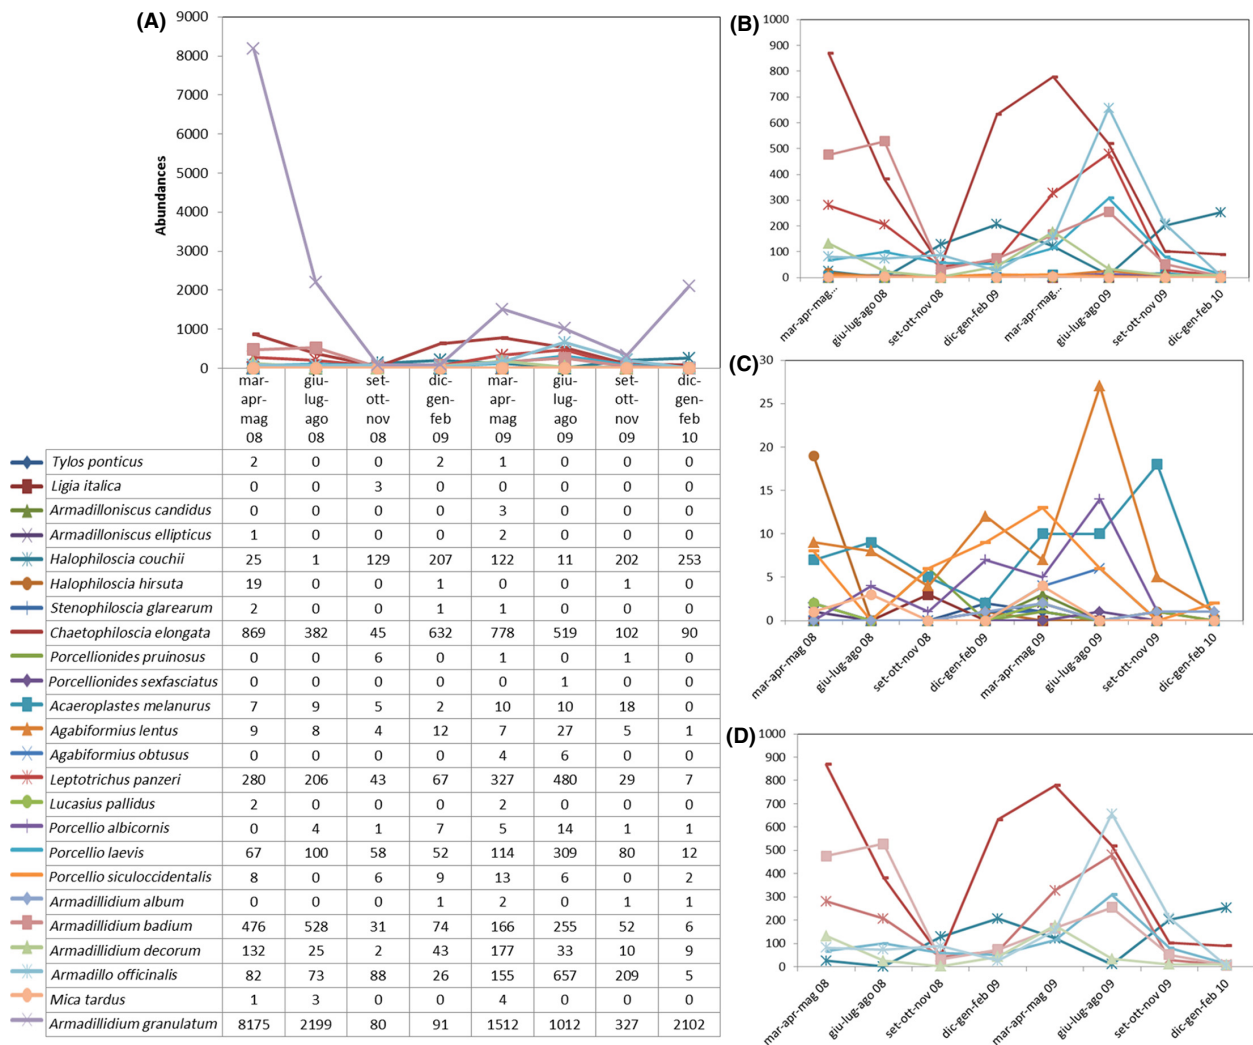 (A)
9000
8000
7000
6000
5000
4000
3000
2000
1000
0
Abundances
mar-apr-mag 08 giu-lug-ago 08 set-ott-nov 08 dic-gen-feb 09 mar-apr-mag 09 giu-lug-ago 09 set-ott-nov 09 dic-gen-feb 10
Tylos ponticus 2 0 0 2 1 0 0 0
Ligia italica 0 0 3 0 0 0 0 0
Armadilloniscus candidus 0 0 0 0 3 0 0 0
Armadilloniscus ellipticus 1 0 0 0 2 0 0 0
Halophiloscia couchii 25 1 129 207 122 11 202 253
Halophiloscia hirsuta 19 0 0 1 0 0 1 0
Stenophiloscia glarearum 2 0 0 1 1 0 0 0
Chaetophiloscia elongata 869 382 45 632 778 519 102 90
Porcellionides pruinosus 0 0 6 0 1 0 1 0
Porcellionides sexfasciatus 0 0 0 0 0 1 0 0
Acaeroplastes melanurus 7 9 5 2 10 10 18 0
Agabiformius lentus 9 8 4 12 7 27 5 1
Agabiformius obtusus 0 0 0 0 4 6 0 0
Leptotrichus panzeri 280 206 43 67 327 480 29 7
Lucasius pallidus 2 0 0 0 2 0 0 0
Porcellio albicornis 0 4 1 7 5 14 1 1
Porcellio laevis 67 100 58 52 114 309 80 12
Porcellio siculoccidentalis 8 0 6 9 13 6 0 2
Armadillidium album 0 0 0 1 2 0 1 1
Armadillidium badium 476 528 31 74 166 255 52 6
Armadillidium decorum 132 25 2 43 177 33 10 9
Armadillo officinalis 82 73 88 26 155 657 209 5
Mica tardus 1 3 0 0 4 0 0 0
Armadillidium granulatum 8175 2199 80 91 1512 1012 327 2102
(B)
1000
900
800
700
600
500
400
300
200
100
0
mar-apr-mag... giu-lug-ago 08 set-ott-nov 08 dic-gen-feb 09 mar-apr-mag... giu-lug-ago 09 set-ott-nov 09 dic-gen-feb 10
(C)
30
25
20
15
10
5
0
mar-apr-mag 08 giu-lug-ago 08 set-ott-nov 08 dic-gen-feb 09 mar-apr-mag 09 giu-lug-ago 09 set-ott-nov 09 dic-gen-feb 10
(D)
1000
900
800
700
600
500
400
300
200
100
0
mar-apr-mag 08 giu-lug-ago 08 set-ott-nov 08 dic-gen-feb 09 mar-apr-mag 09 giu-lug-ago 09 set-ott-nov 09 dic-gen-feb 10